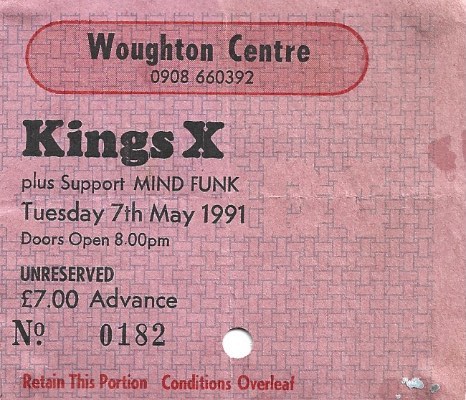 Woughton Centre
0908 660392
Kings X
plus Support MIND FUNK
Tuesday 7th May 1991
Doors Open 8.00pm
UNRESERVED
£7.00 Advance
Nº 0182
Retain This Portion Conditions Overleaf